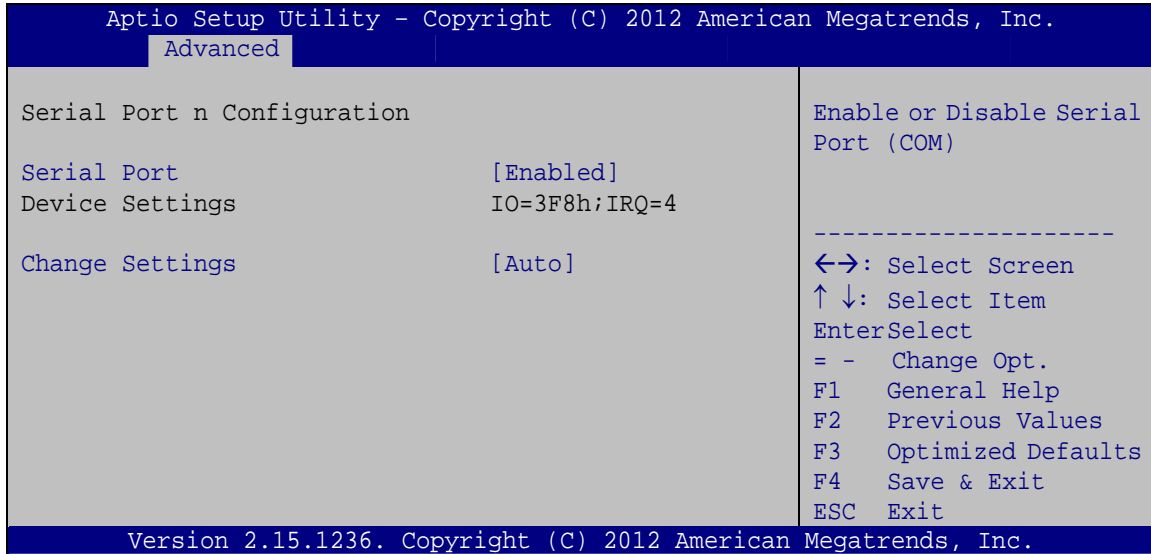 Aptio Setup Utility – Copyright (C) 2012 American Megatrends, Inc.
Advanced
Serial Port n Configuration
Serial Port [Enabled]
Device Settings IO=3F8h;IRQ=4
Change Settings [Auto]
Enable or Disable Serial
Port (COM)
---------------------
←→: Select Screen
↑ ↓: Select Item
EnterSelect
= - Change Opt.
F1 General Help
F2 Previous Values
F3 Optimized Defaults
F4 Save & Exit
ESC Exit
Version 2.15.1236. Copyright (C) 2012 American Megatrends, Inc.